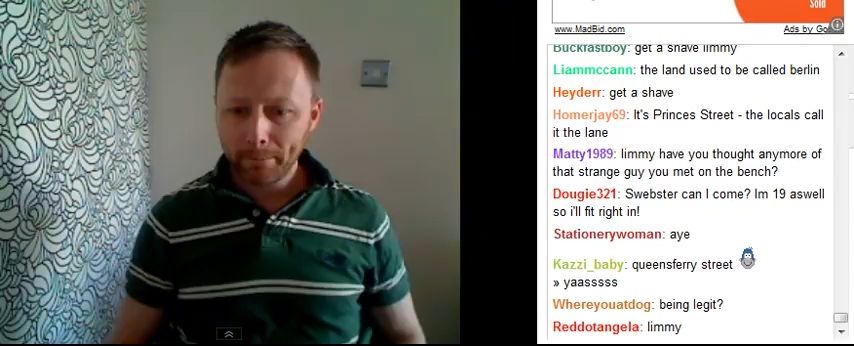 Sold
www.MadBid.com
Ads by Go
Buckfastboy: get a shave limmy
Liammccann: the land used to be called berlin
Heyderr: get a shave
Homerjay69: It's Princes Street - the locals call
it the lane
Matty1989: limmy have you thought anymore of
that strange guy you met on the bench?
Dougie321: Swebster can I come? Im 19 aswell
so i'll fit right in!
Stationerywoman: aye
Kazzi_baby: queensferry street
» yaasssss
Whereyouatdog: being legit?
Reddotangela: limmy